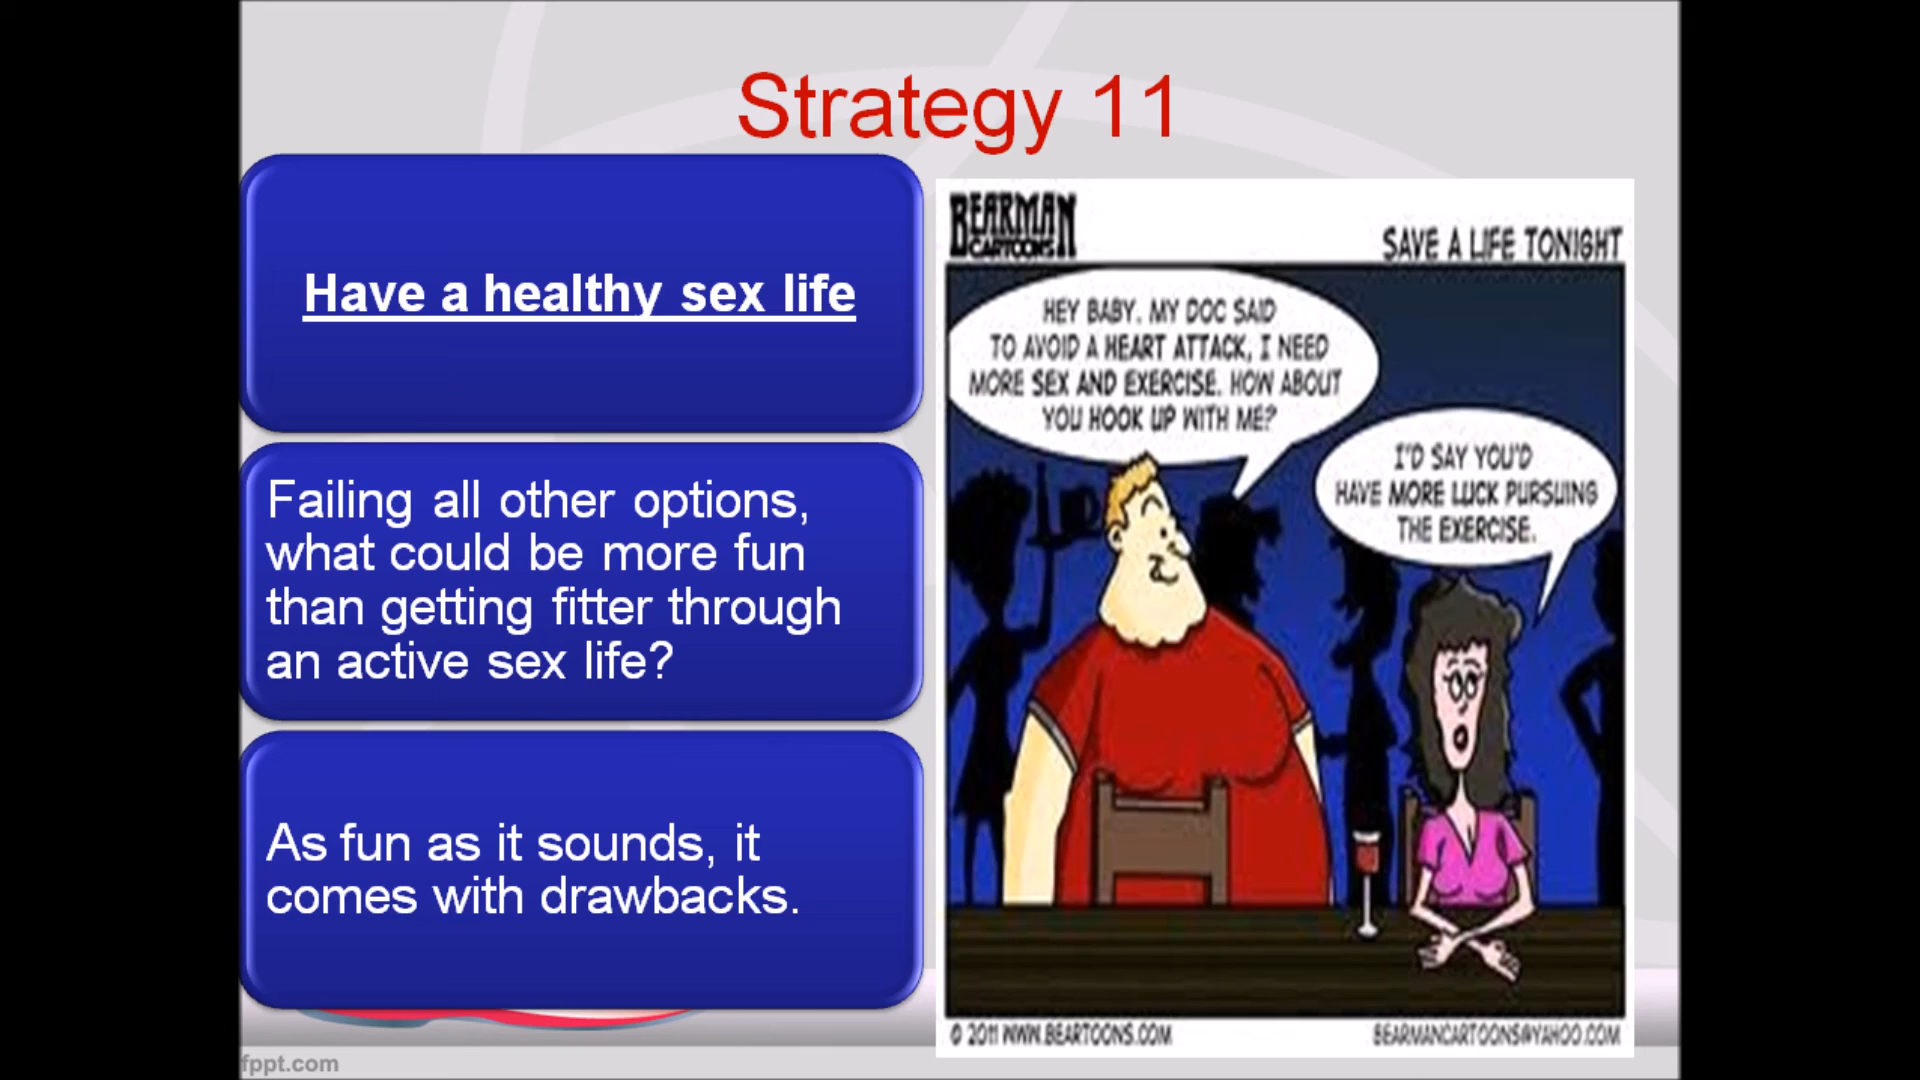 Strategy 11
Have a healthy sex life
Failing all other options,
what could be more fun
than getting fitter through
an active sex life?
As fun as it sounds, it
comes with drawbacks.
BEARMAN
CARTOONS
SAVE A LIFE TONIGHT
HEY BABY. MY DOC SAID
TO AVOID A HEART ATTACK, I NEED
MORE SEX AND EXERCISE. HOW ABOUT
YOU HOOK UP WITH ME?
I'D SAY YOU'D
HAVE MORE LUCK PURSUING
THE EXERCISE.
© 2011 WWW.BEARTOONS.COM
BEARMANCARTOONS@YAHOO.COM
fppt.com